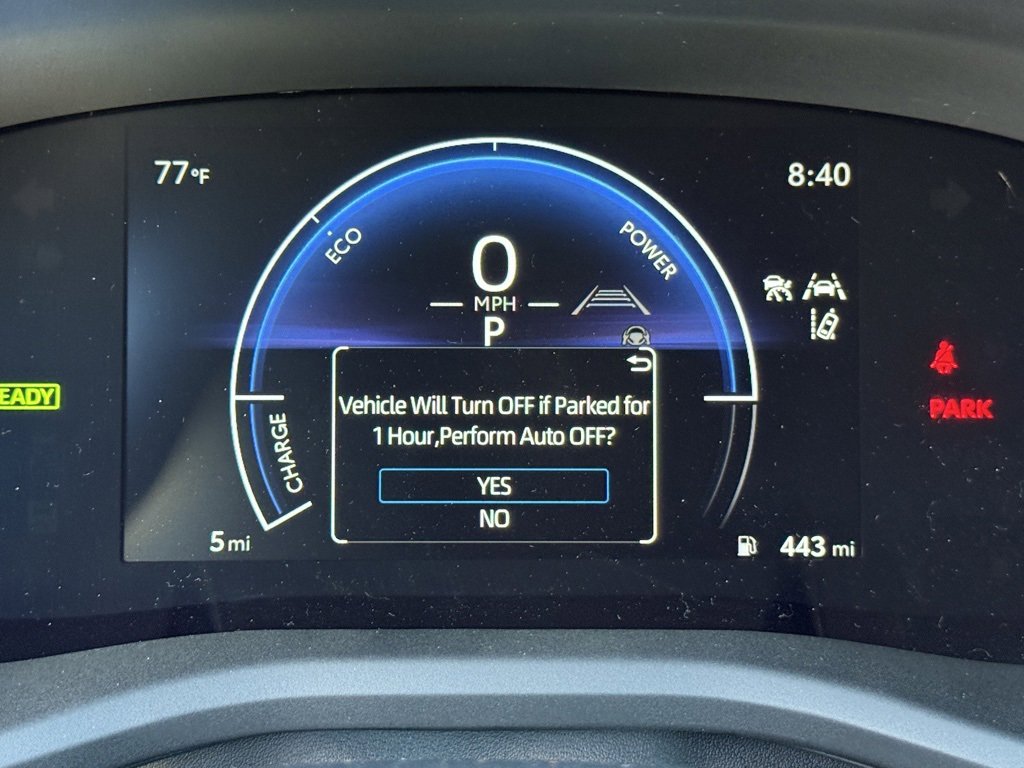 77°F
8:40
ECO
POWER
0
MPH
P
EADY
PARK
CHARGE
Vehicle Will Turn OFF if Parked for
1 Hour,Perform Auto OFF?
YES
NO
5 mi
443 mi